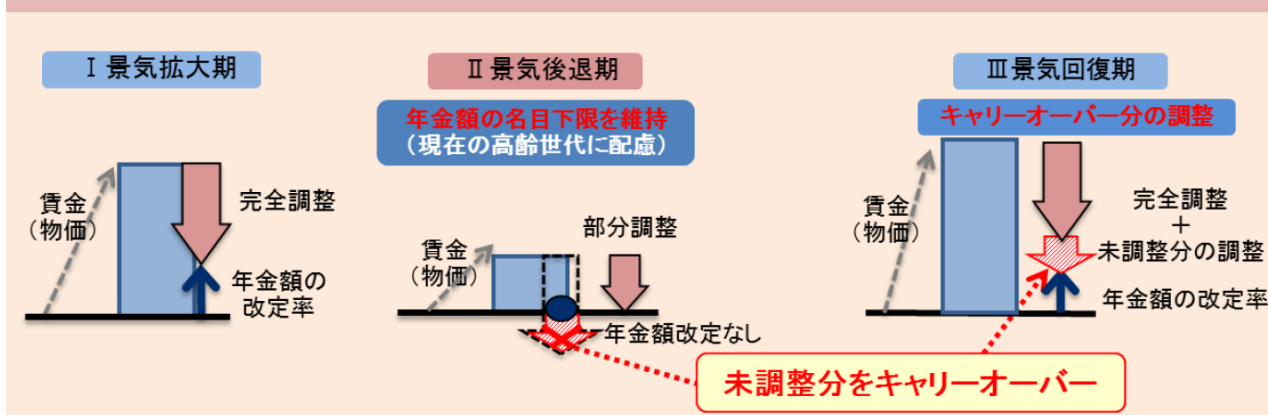 Ⅰ景気拡大期
賃金
(物価)
完全調整
年金額の
改定率
Ⅱ景気後退期
年金額の名目下限を維持
(現在の高齢世代に配慮)
賃金
(物価)
部分調整
年金額改定なし
Ⅲ景気回復期
キャリーオーバー分の調整
賃金
(物価)
完全調整
+
未調整分の調整
年金額の改定率
未調整分をキャリーオーバー